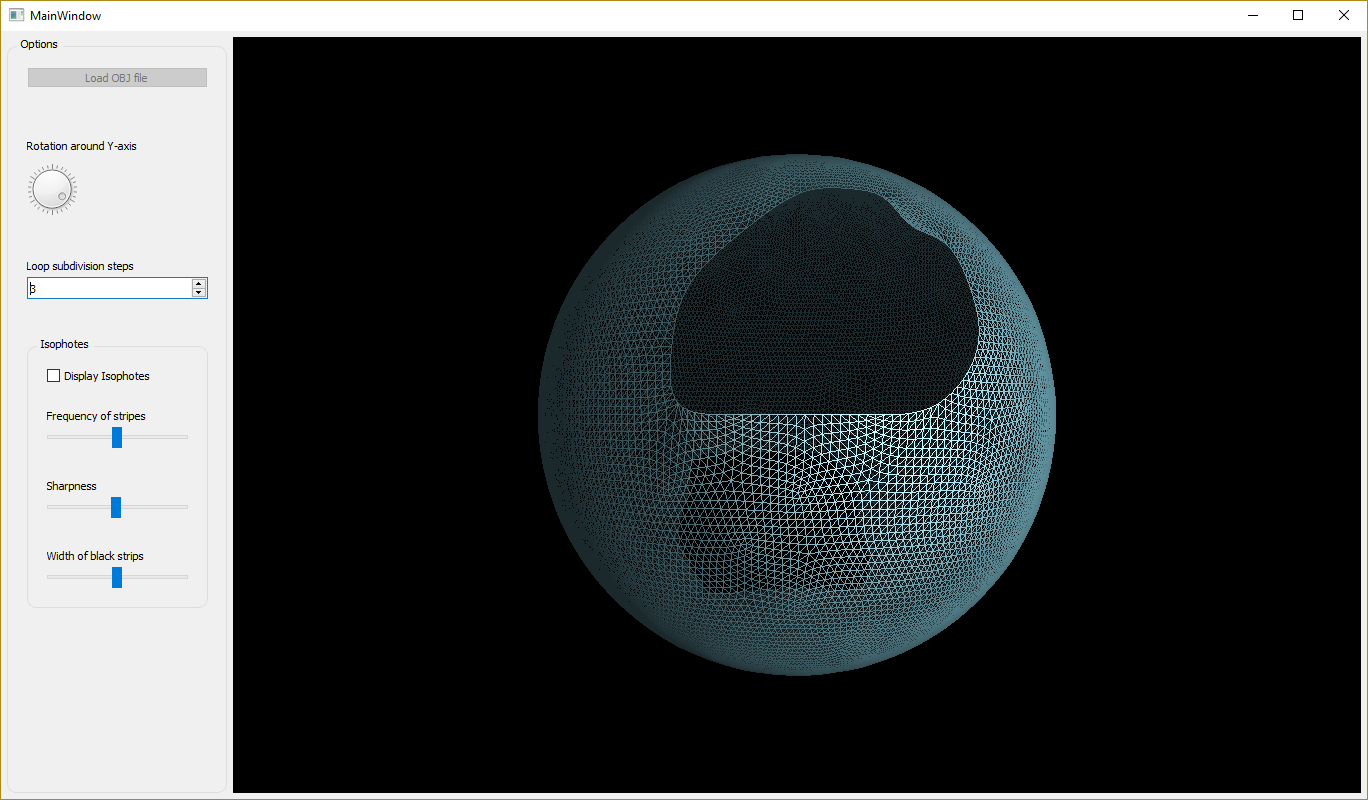 MainWindow
Options
Load OBJ file
Rotation around Y-axis
Loop subdivision steps
3
Isophotes
Display Isophotes
Frequency of stripes
Sharpness
Width of black strips